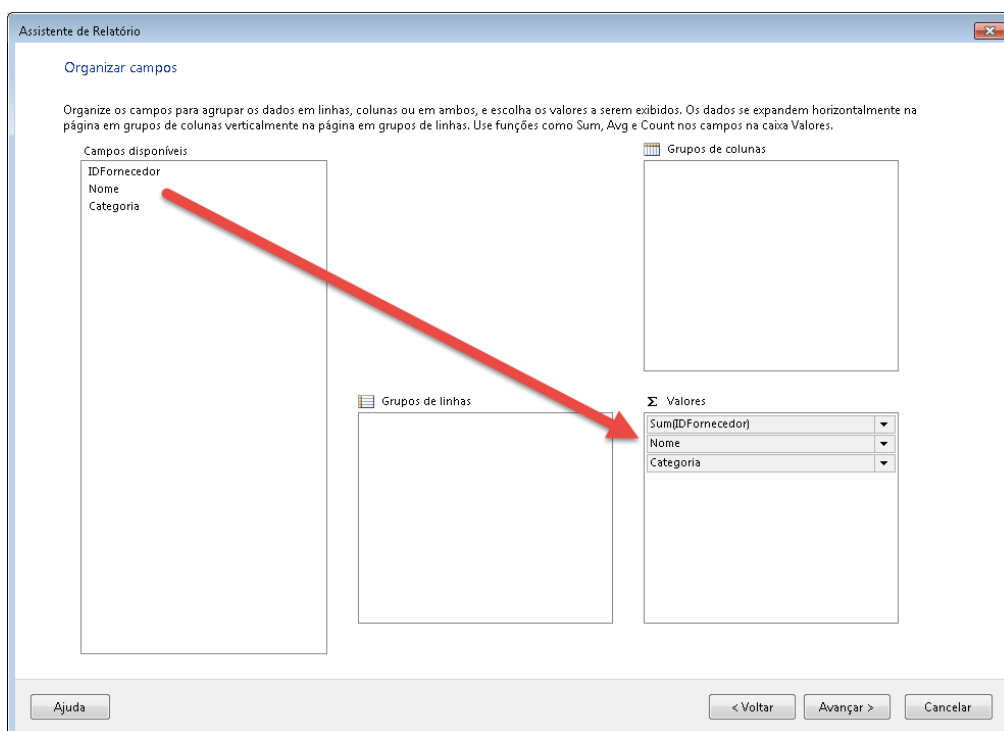 Assistente de Relatório
Organizar campos
Organize os campos para agrupar os dados em linhas, colunas ou em ambos, e escolha os valores a serem exibidos. Os dados se expandem horizontalmente na
página em grupos de colunas verticalmente na página em grupos de linhas. Use funções como Sum, Avg e Count nos campos na caixa Valores.
Campos disponíveis
IDFornecedor
Nome
Categoria
Grupos de colunas
Grupos de linhas
Σ Valores
Sum(IDFornecedor)
Nome
Categoria
Ajuda
< Voltar
Avançar >
Cancelar